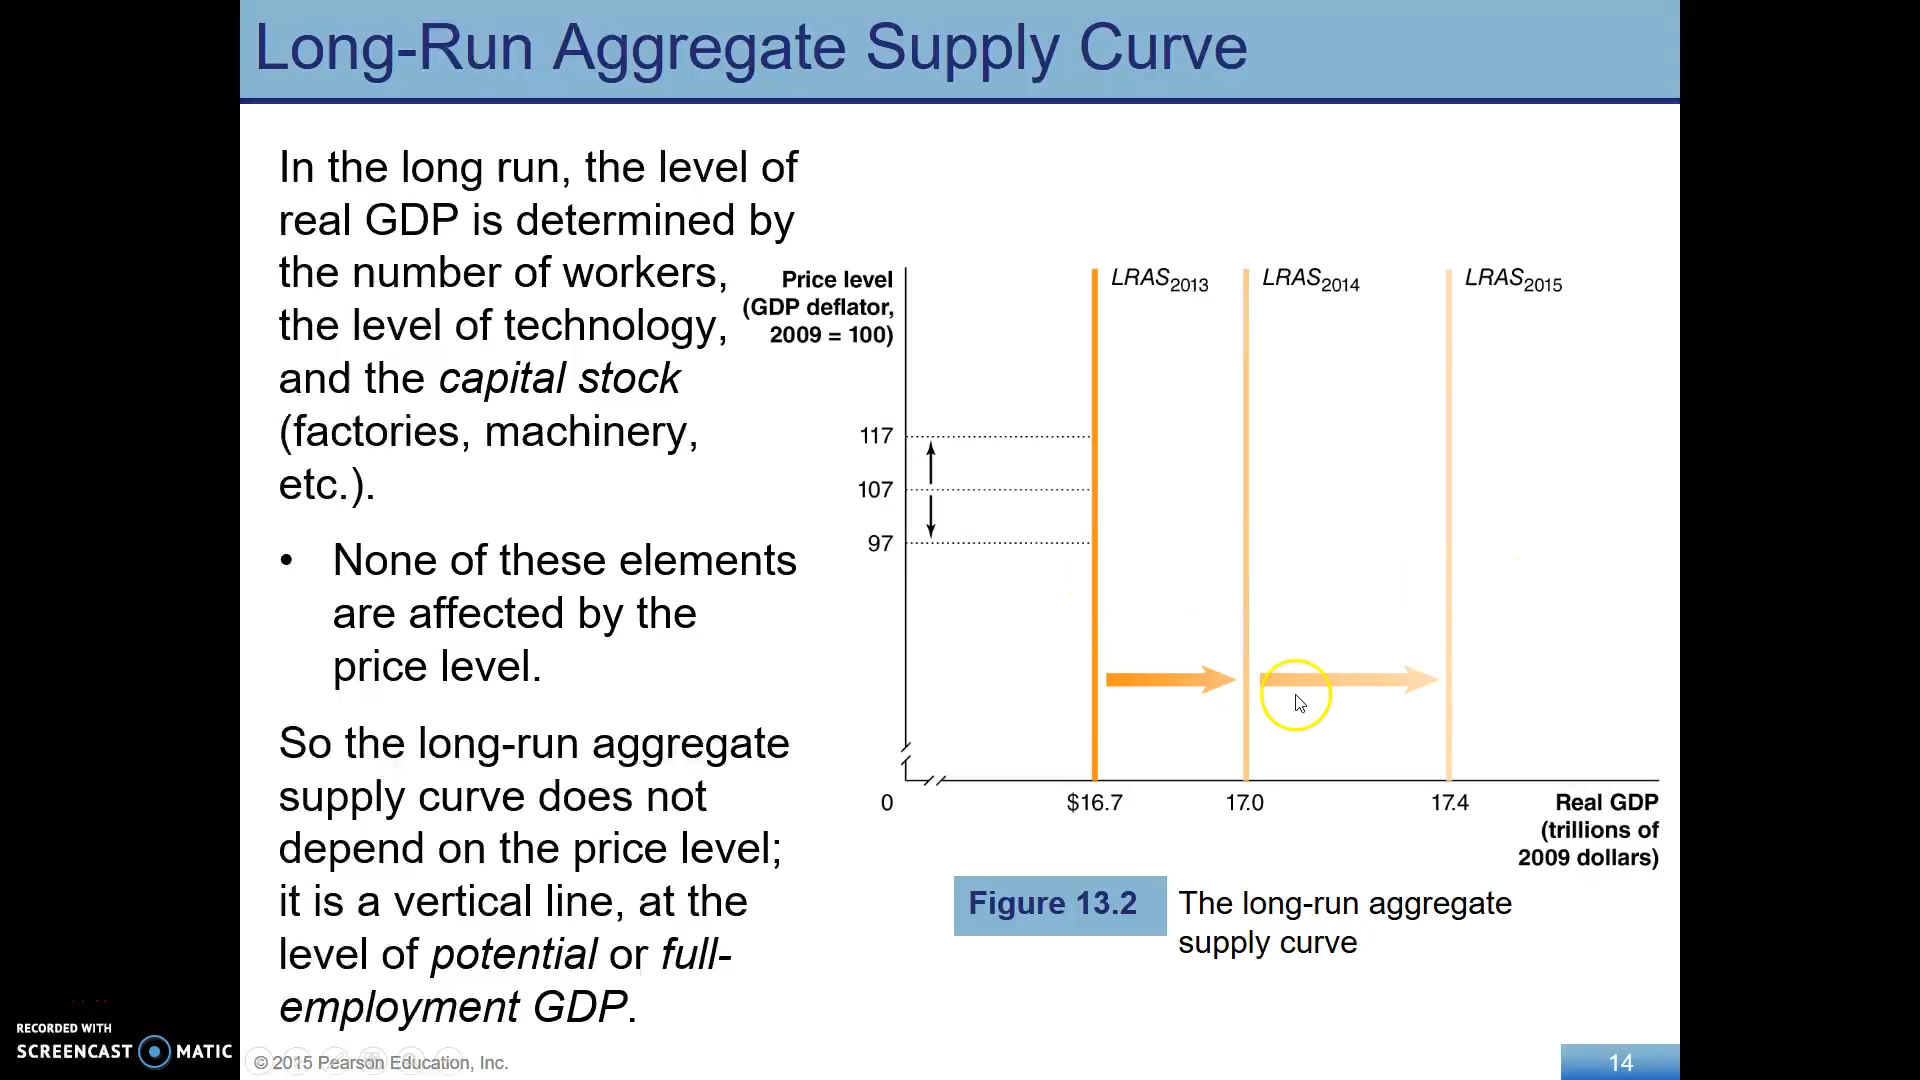 Long-Run Aggregate Supply Curve
In the long run, the level of
real GDP is determined by
the number of workers,
the level of technology,
and the capital stock
(factories, machinery,
etc.).
• None of these elements
are affected by the
price level.
So the long-run aggregate
supply curve does not
depend on the price level;
it is a vertical line, at the
level of potential or full-
employment GDP.
Price level
(GDP deflator,
2009 = 100)
LRAS2013
LRAS2014
LRAS2015
117
107
97
0
$16.7
17.0
17.4
Real GDP
(trillions of
2009 dollars)
Figure 13.2
The long-run aggregate
supply curve
RECORDED WITH
SCREENCAST MATIC
© 2015 Pearson Education, Inc.
14